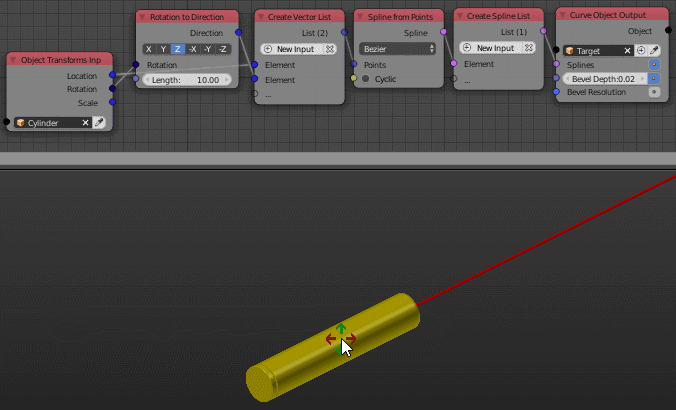 Object Transforms Inp
Location
Rotation
Scale
Cylinder
Rotation to Direction
Direction
X Y Z -X -Y -Z
Rotation
Length: 10.00
Create Vector List
List (2)
New Input
Element
Element
...
Spline from Points
Spline
Bezier
Points
Cyclic
Create Spline List
List (1)
New Input
Element
...
Curve Object Output
Object
Target
Splines
Bevel Depth:0.02
Bevel Resolution